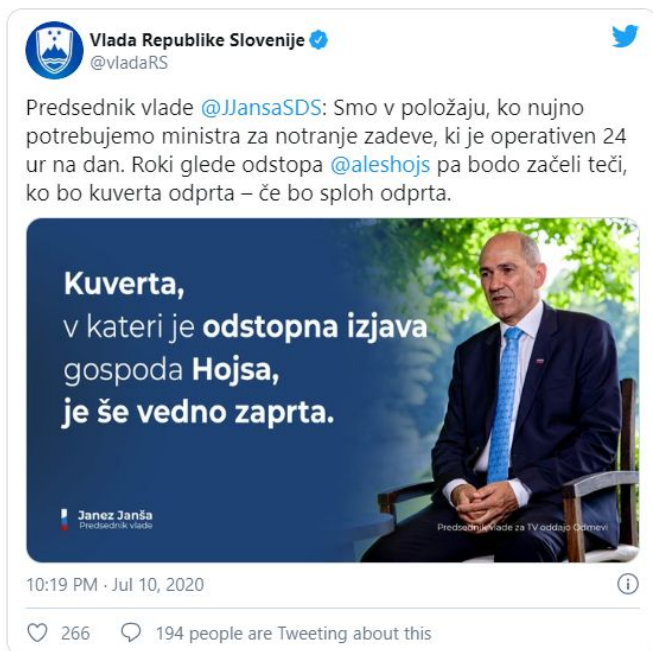 Vlada Republike Slovenije
@vladaRS
Predsednik vlade @JJansaSDS: Smo v položaju, ko nujno
potrebujemo ministra za notranje zadeve, ki je operativen 24
ur na dan. Roki glede odstopa @aleshojs pa bodo začeli teči,
ko bo kuverta odprta – če bo sploh odprta.
Kuverta,
v kateri je odstopna izjava
gospoda Hojsa,
je še vedno zaprta.
Janez Janša
Predsednik vlade
Predsednik vlade za TV oddajo Odmevi
10:19 PM · Jul 10, 2020
266
194 people are Tweeting about this